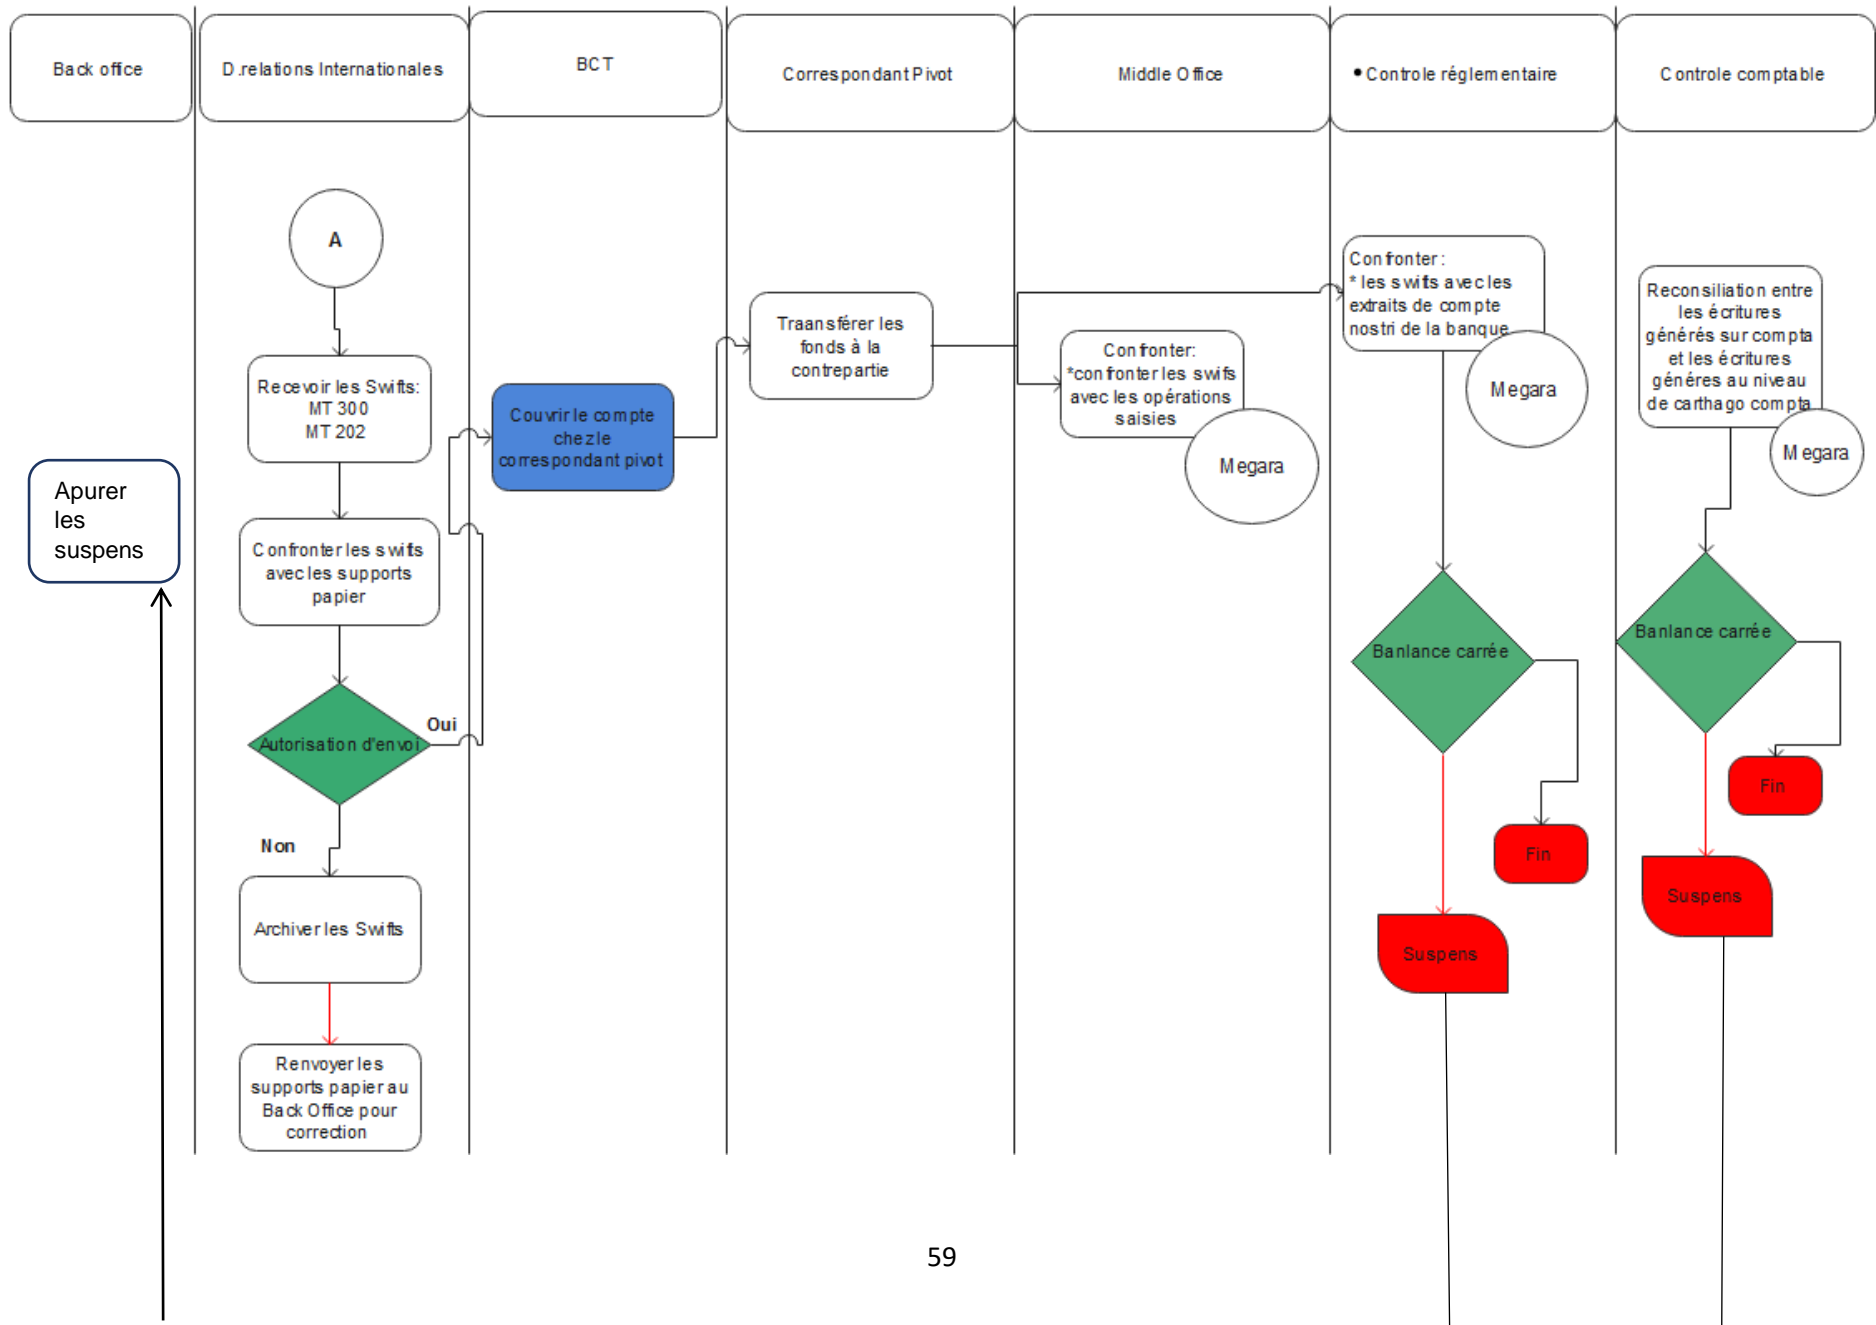 Back office
D.relations Internationales
BCT
Correspondant Pivot
Middle Office
• Controle réglementaire
Controle comptable
A
Recevoir les Swifts:
MT 300
MT 202
Confronter les swifts
avec les supports
papier
Autorisation d'envoi
Oui
Non
Archiver les Swifts
Renvoyer les
supports papier au
Back Office pour
correction
Apurer
les
suspens
Couvrir le compte
chez le
correspondant pivot
Traansférer les
fonds à la
contrepartie
Confronter:
*confronter les swifs
avec les opérations
saisies
Megara
Confronter :
* les swifts avec les
extraits de compte
nostri de la banque
Megara
Banlance carrée
Fin
Suspens
Reconsiliation entre
les écritures
générés sur compta
et les écritures
généres au niveau
de carthago compta
Megara
Banlance carrée
Fin
Suspens
59